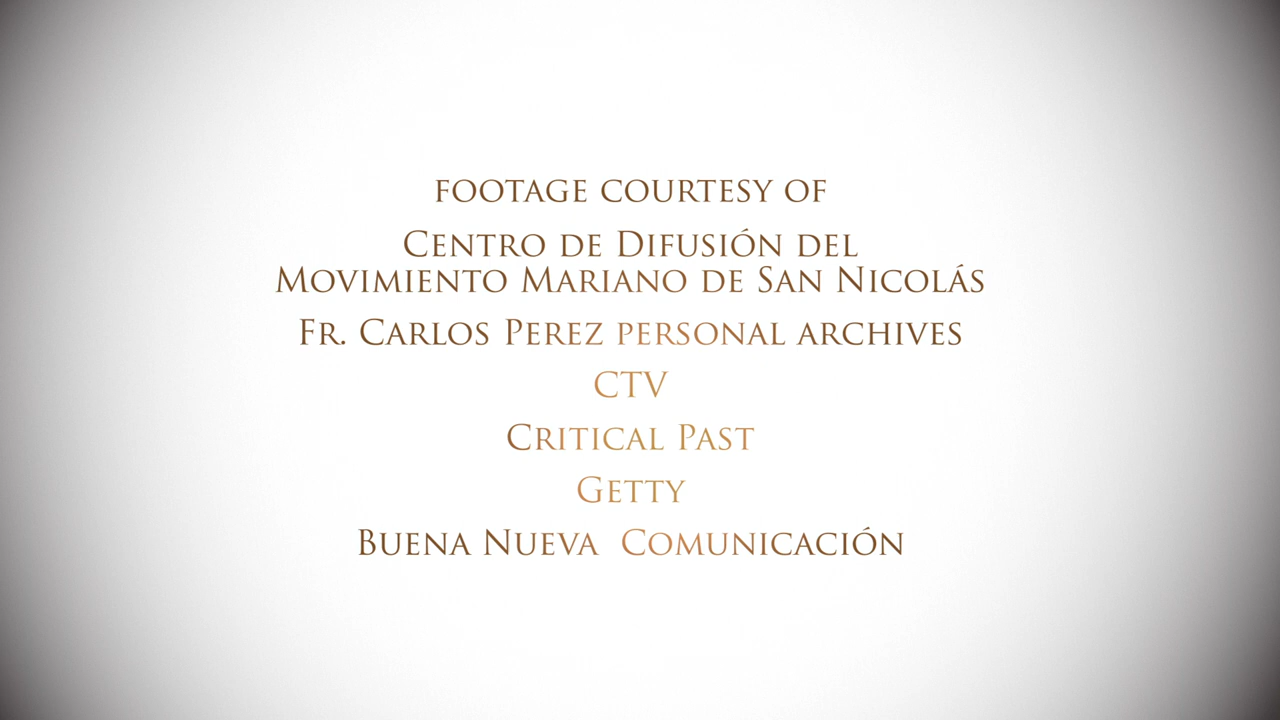 FOOTAGE COURTESY OF
CENTRO DE DIFUSIÓN DEL
MOVIMIENTO MARIANO DE SAN NICOLÁS
FR. CARLOS PEREZ PERSONAL ARCHIVES
CTV
CRITICAL PAST
GETTY
BUENA NUEVA COMUNICACIÓN